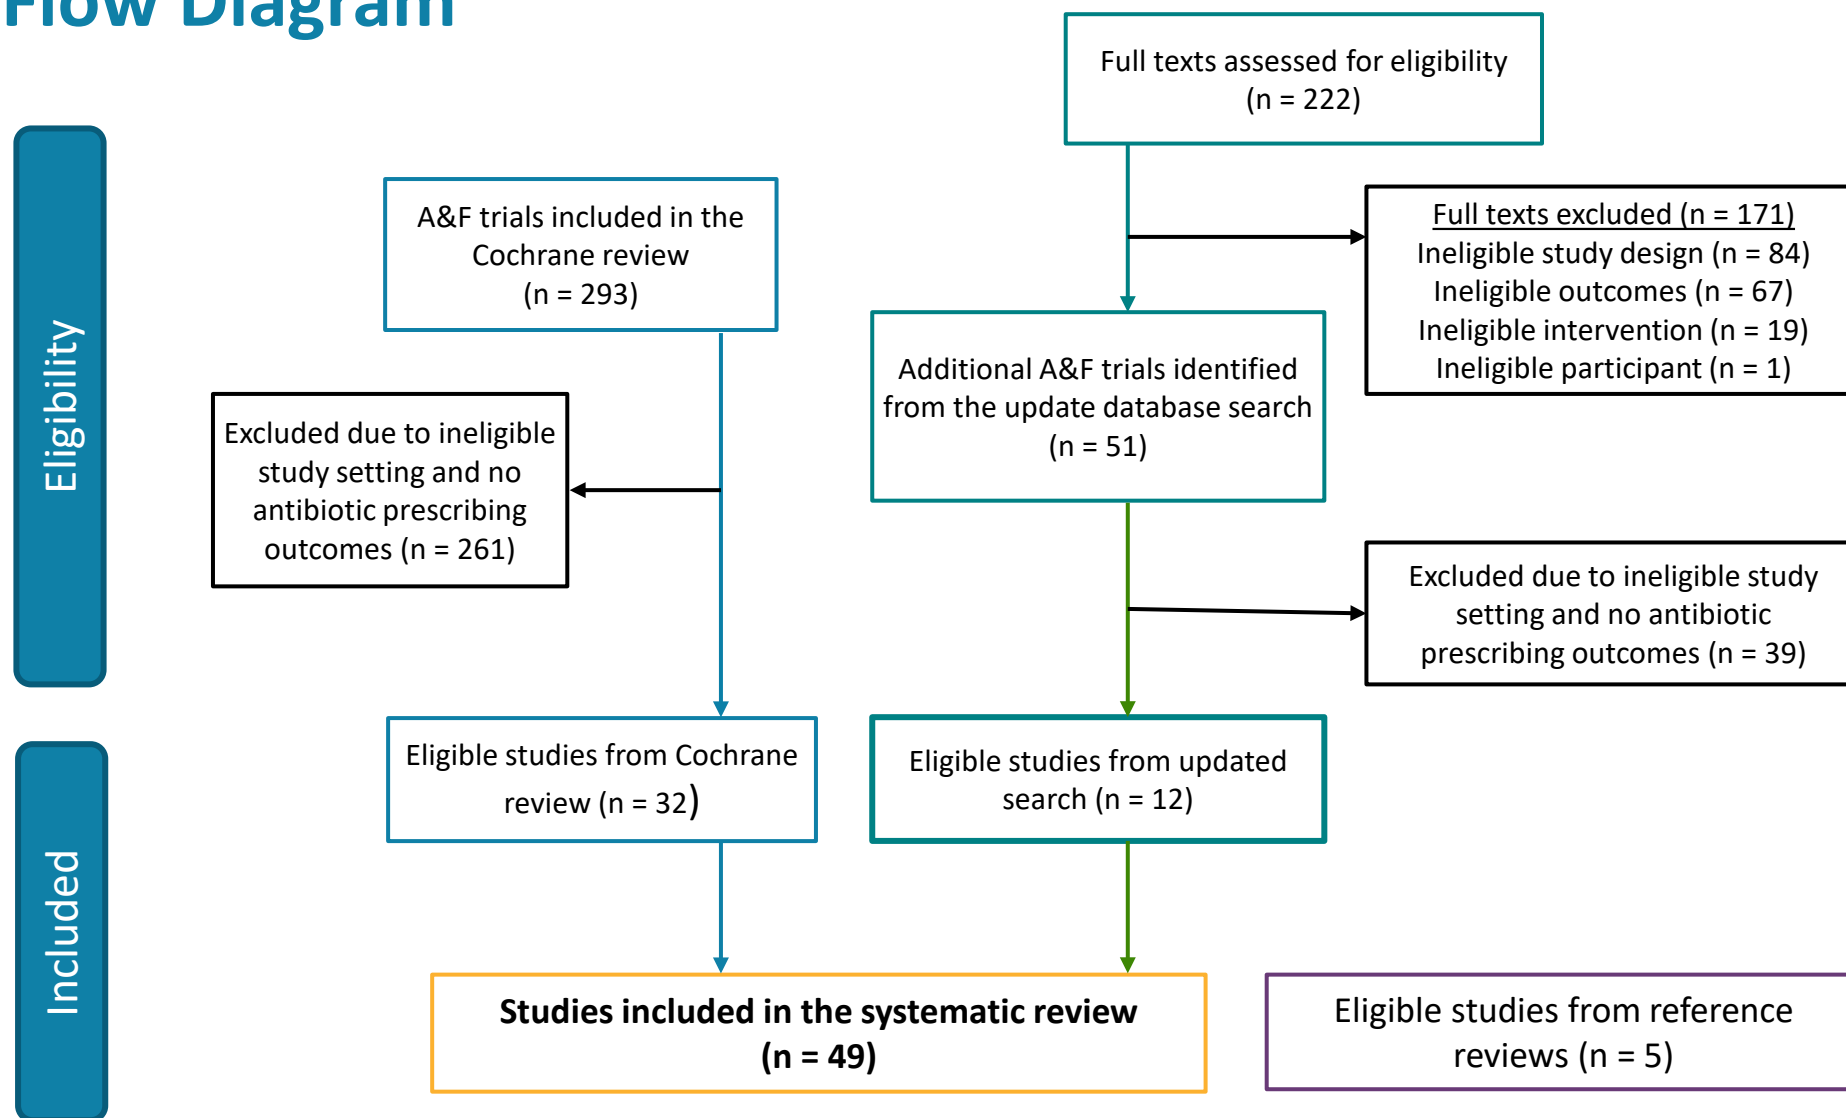 Flow Diagram
Full texts assessed for eligibility
(n = 222)
Eligibility
A&F trials included in the
Cochrane review
(n = 293)
Full texts excluded (n = 171)
Ineligible study design (n = 84)
Ineligible outcomes (n = 67)
Ineligible intervention (n = 19)
Ineligible participant (n = 1)
Additional A&F trials identified
from the update database search
(n = 51)
Excluded due to ineligible
study setting and no
antibiotic prescribing
outcomes (n = 261)
Excluded due to ineligible study
setting and no antibiotic
prescribing outcomes (n = 39)
Included
Eligible studies from Cochrane
review (n = 32)
Eligible studies from updated
search (n = 12)
Studies included in the systematic review
(n = 49)
Eligible studies from reference
reviews (n = 5)